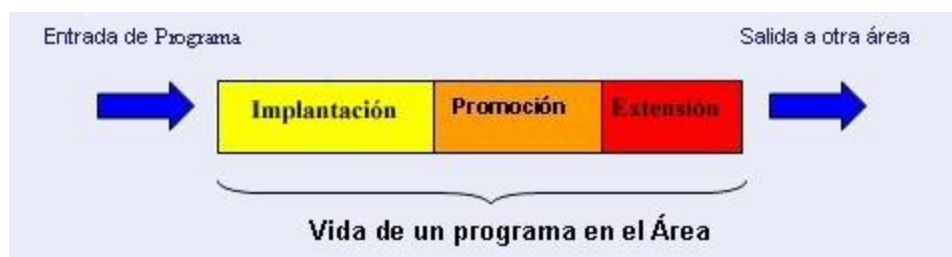 Entrada de Programa
Salida a otra área
Implantación
Promoción
Extensión
Vida de un programa en el Área